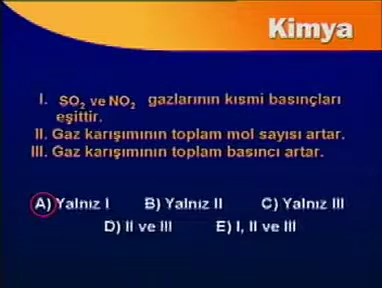 Kimya
I. SO₂ ve NO₂ gazlarının kısmi basınçları
eşittir.
II. Gaz karışımının toplam mol sayısı artar.
III. Gaz karışımının toplam basıncı artar.
A) Yalnız I B) Yalnız II C) Yalnız III
D) II ve III E) I, II ve III